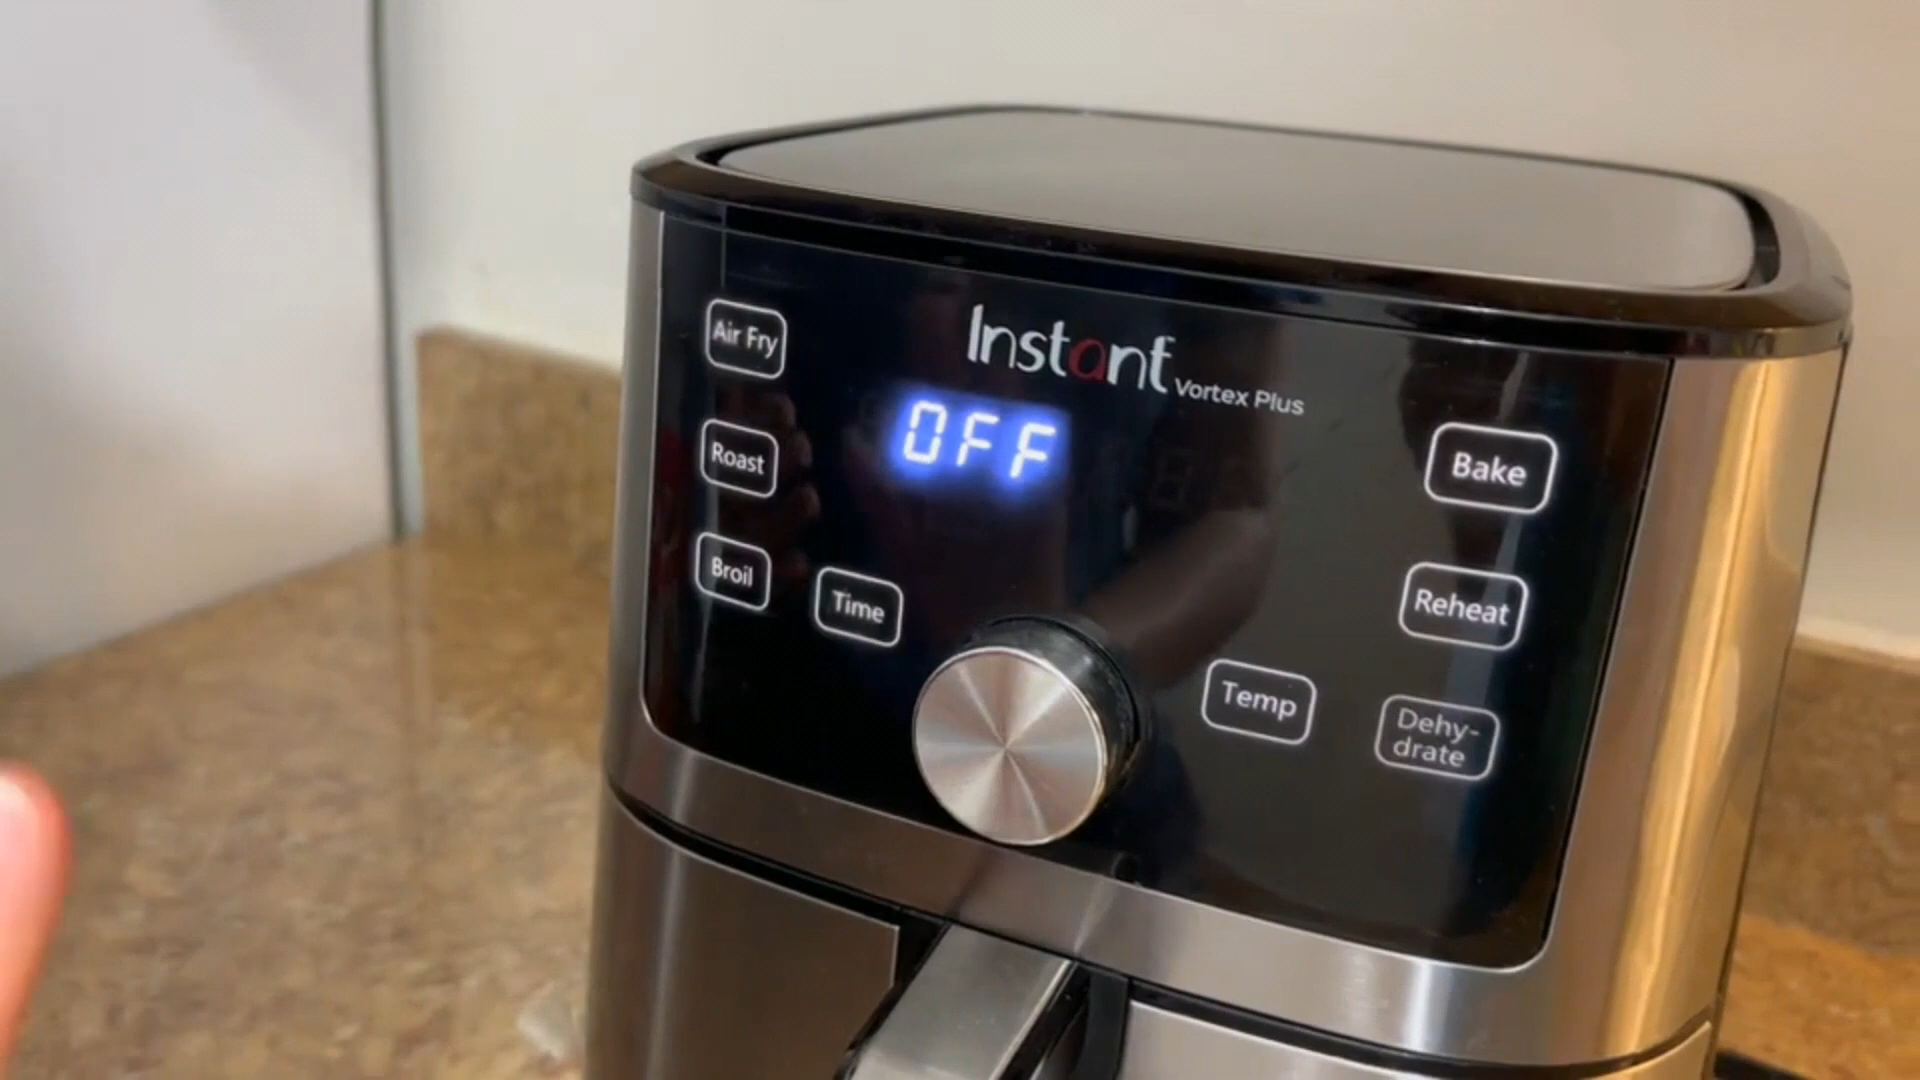 Instant Vortex Plus
Air Fry
OFF
Roast
Bake
Broil
Time
Reheat
Temp
Dehy-
drate